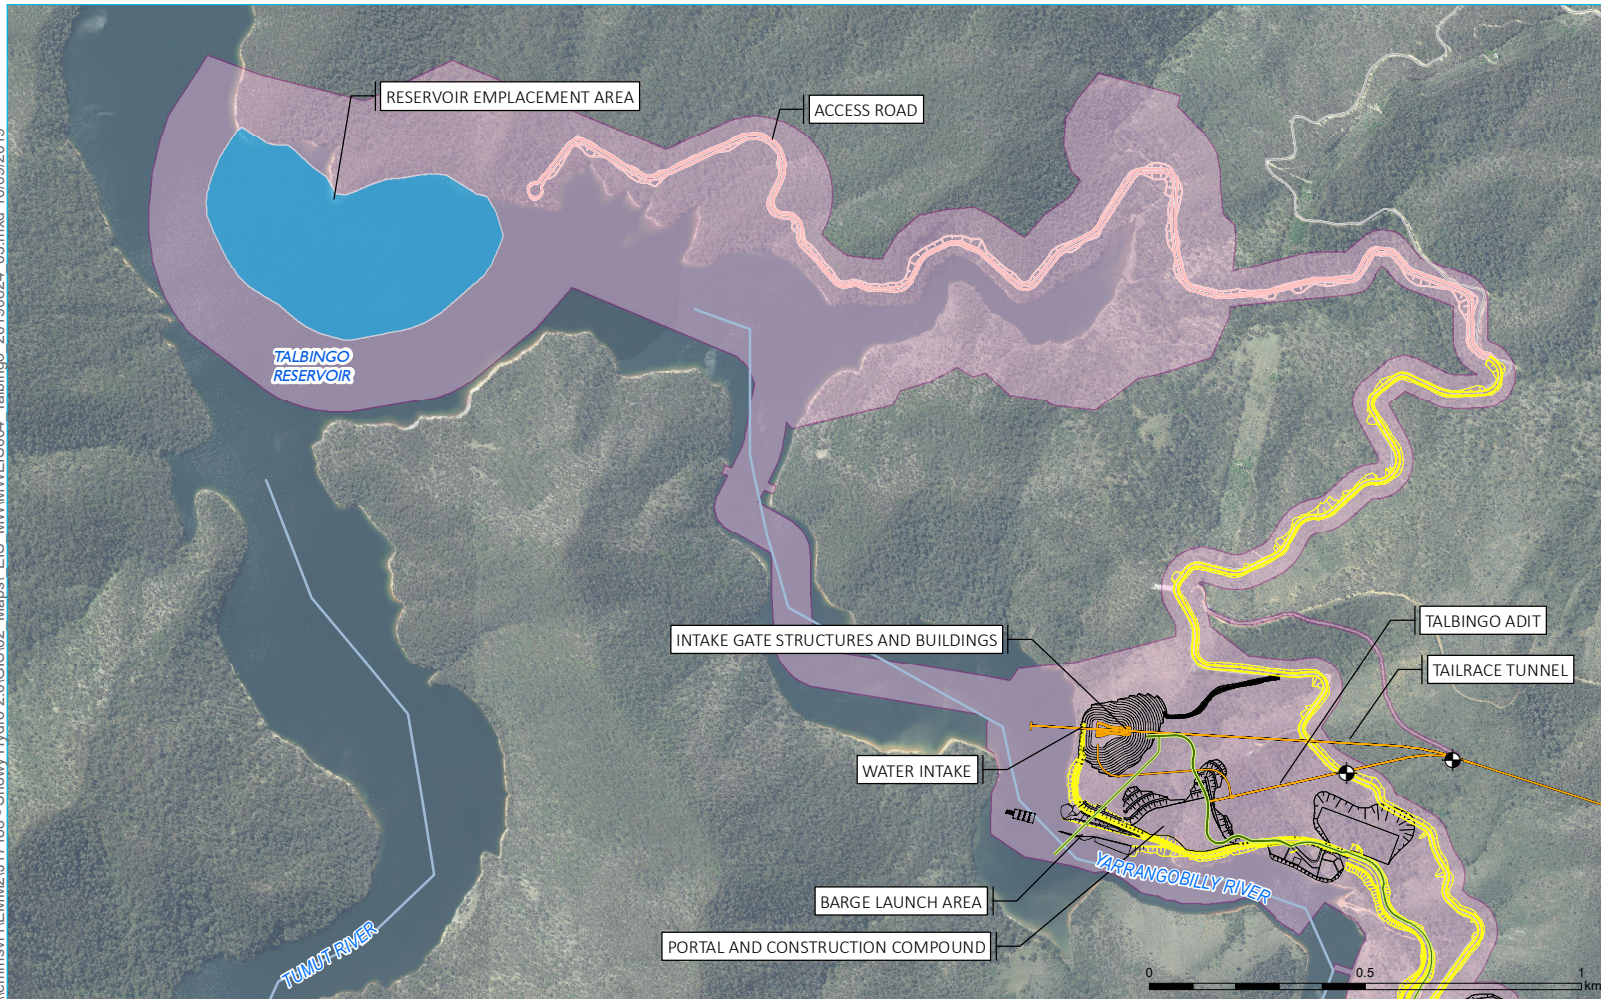 RESERVOIR EMPLACEMENT AREA
ACCESS ROAD
TALBINGO
RESERVOIR
INTAKE GATE STRUCTURES AND BUILDINGS
TALBINGO ADIT
TAILRACE TUNNEL
WATER INTAKE
YARRANGOBILLY RIVER
BARGE LAUNCH AREA
PORTAL AND CONSTRUCTION COMPOUND
TUMUT RIVER
0 0.5 1
km